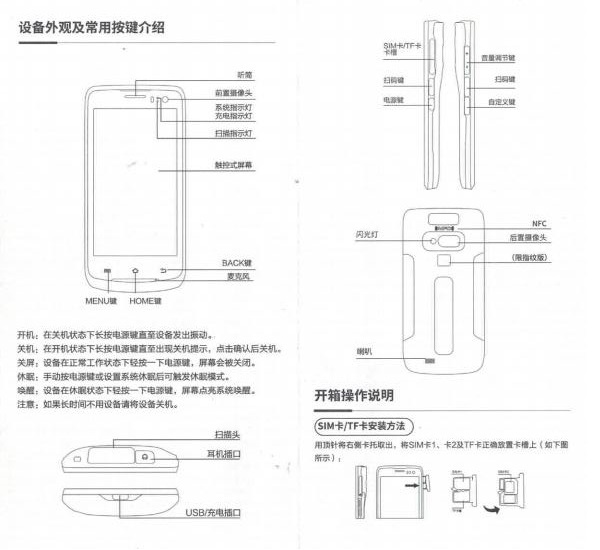 设备外观及常用按键介绍
听筒
前置摄像头
系统指示灯
充电指示灯
扫描指示灯
触控式屏幕
BACK键
麦克风
MENU键 HOME键
开机：在关机状态下长按电源键直至设备发出振动。
关机：在开机状态下长按电源键直至出现关机提示，点击确认后关机。
关屏：设备在正常工作状态下轻按一下电源键，屏幕会被关闭。
休眠：手动按电源键或设置系统休眠后可触发休眠模式。
唤醒：设备在休眠状态下轻按一下电源键，屏幕点亮系统唤醒。
注意：如果长时间不用设备请将设备关机。
扫描头
耳机插口
USB/充电插口
SIM卡/TF卡
卡槽
扫码键
电源键
音量调节键
扫码键
自定义键
NFC
闪光灯
后置摄像头
（限指纹版）
喇叭
开箱操作说明
SIM卡/TF卡安装方法
用顶针将右侧卡托取出，将SIM卡1、卡2及TF卡正确放置卡槽上（如下图
所示）：